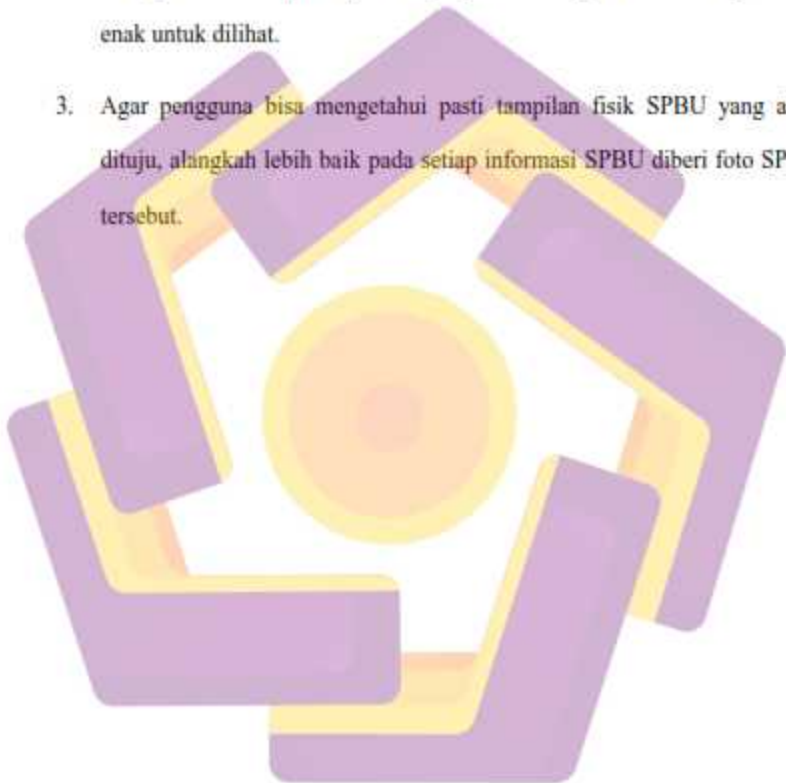 enak untuk dilihat.
3. Agar pengguna bisa mengetahui pasti tampilan fisik SPBU yang a
dituju, alangkah lebih baik pada setiap informasi SPBU diberi foto SP
tersebut.